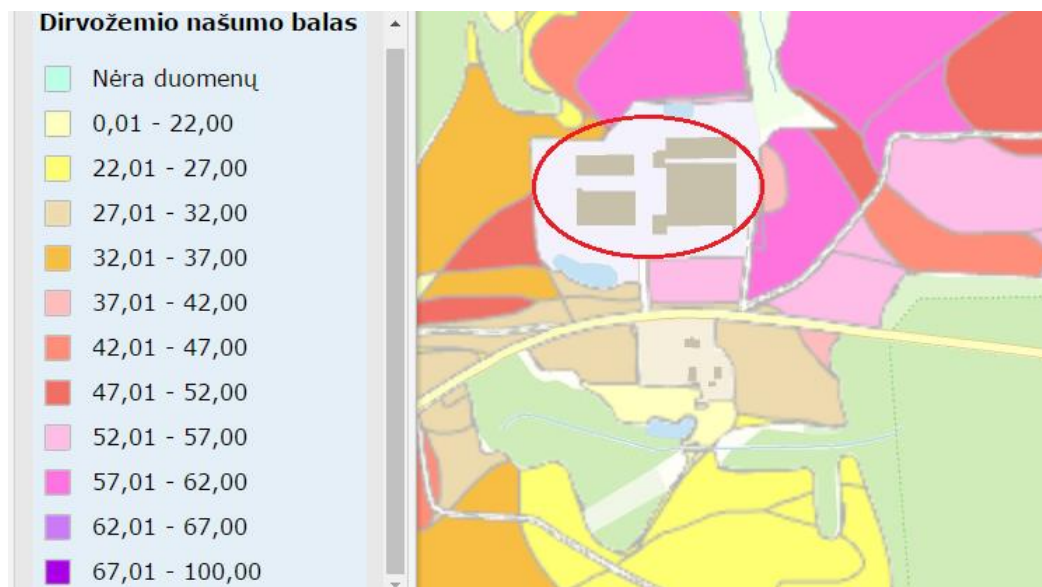 Dirvožemio našumo balas
Nėra duomenų
0,01 - 22,00
22,01 - 27,00
27,01 - 32,00
32,01 - 37,00
37,01 - 42,00
42,01 - 47,00
47,01 - 52,00
52,01 - 57,00
57,01 - 62,00
62,01 - 67,00
67,01 - 100,00